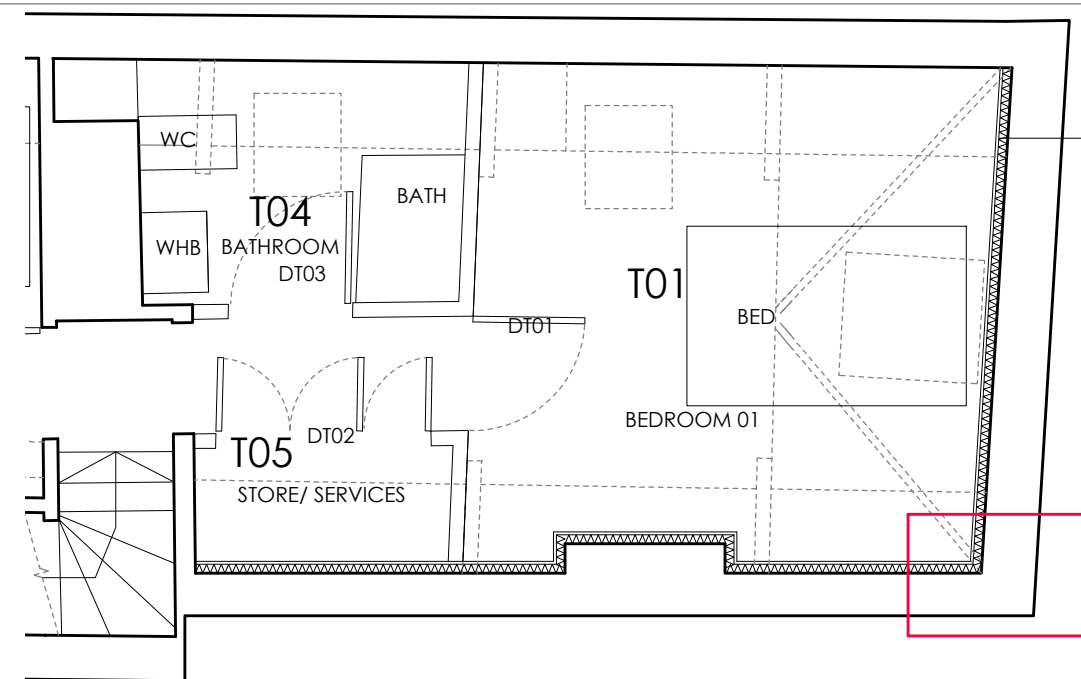 WC
BATH
T04
WHB
BATHROOM
DT03
T01
BED
DT01
BEDROOM 01
DT02
T05
STORE/ SERVICES